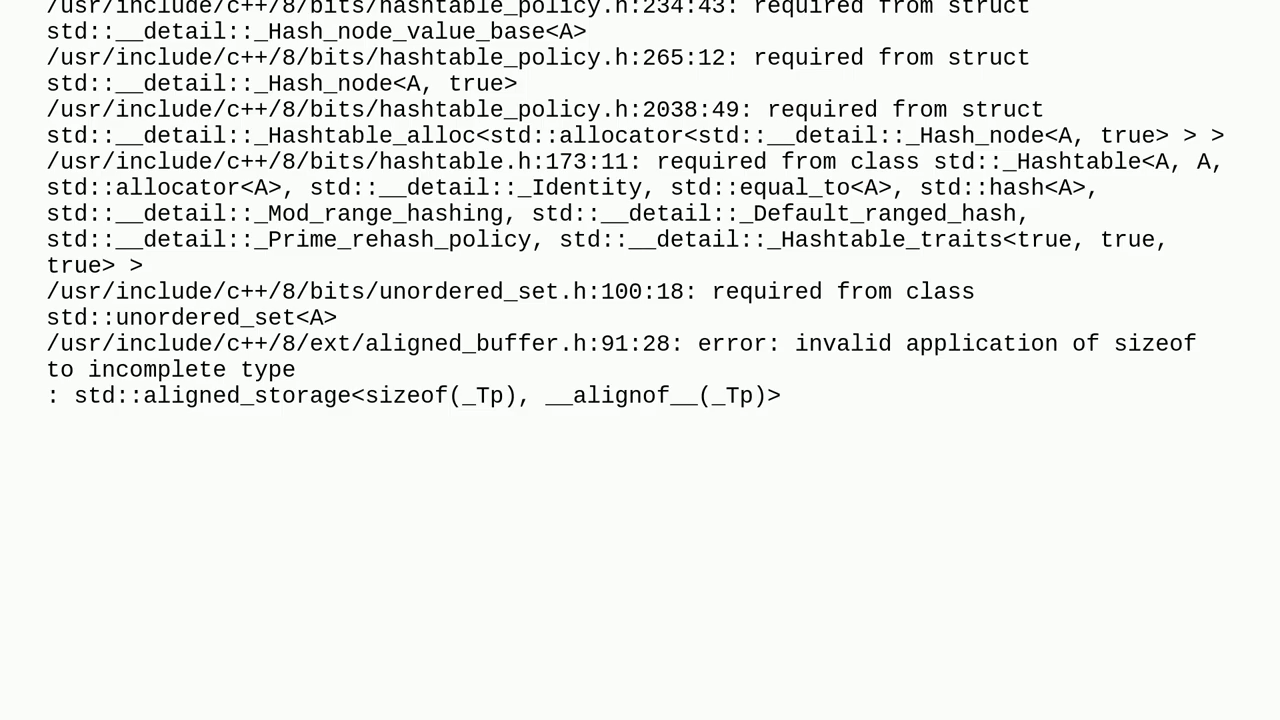 /usr/include/c++/8/bits/hashtable_policy.h:234:43: required from struct
std::__detail::_Hash_node_value_base<A>
/usr/include/c++/8/bits/hashtable_policy.h:265:12: required from struct
std::__detail::_Hash_node<A, true>
/usr/include/c++/8/bits/hashtable_policy.h:2038:49: required from struct
std::__detail::_Hashtable_alloc<std::allocator<std::__detail::_Hash_node<A, true> > >
/usr/include/c++/8/bits/hashtable.h:173:11: required from class std::_Hashtable<A, A,
std::allocator<A>, std::__detail::_Identity, std::equal_to<A>, std::hash<A>,
std::__detail::_Mod_range_hashing, std::__detail::_Default_ranged_hash,
std::__detail::_Prime_rehash_policy, std::__detail::_Hashtable_traits<true, true,
true> >
/usr/include/c++/8/bits/unordered_set.h:100:18: required from class
std::unordered_set<A>
/usr/include/c++/8/ext/aligned_buffer.h:91:28: error: invalid application of sizeof
to incomplete type
: std::aligned_storage<sizeof(_Tp), __alignof__(_Tp)>